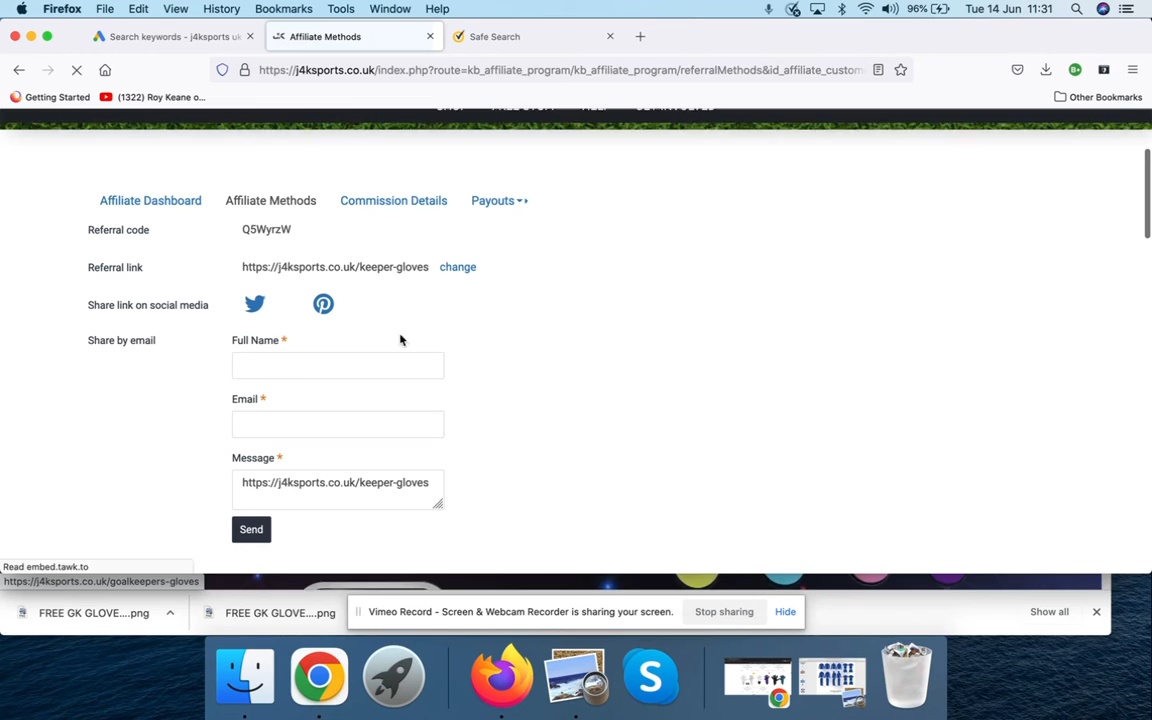 Firefox File Edit View History Bookmarks Tools Window Help 96% Tue 14 Jun 11:31
Search keywords - j4ksports uk Affiliate Methods Safe Search
https://j4ksports.co.uk/index.php?route=kb_affiliate_program/kb_affiliate_program/referralMethods&id_affiliate_custom
Getting Started (1322) Roy Keane o... Other Bookmarks
Affiliate Dashboard Affiliate Methods Commission Details Payouts
Referral code Q5WyrzW
Referral link https://j4ksports.co.uk/keeper-gloves change
Share link on social media
Share by email Full Name *
Email *
Message *
https://j4ksports.co.uk/keeper-gloves
Send
Read embed.tawk.to
https://j4ksports.co.uk/goalkeepers-gloves
FREE GK GLOVE....png FREE GK GLOVE....png Vimeo Record - Screen & Webcam Recorder is sharing your screen. Stop sharing Hide Show all